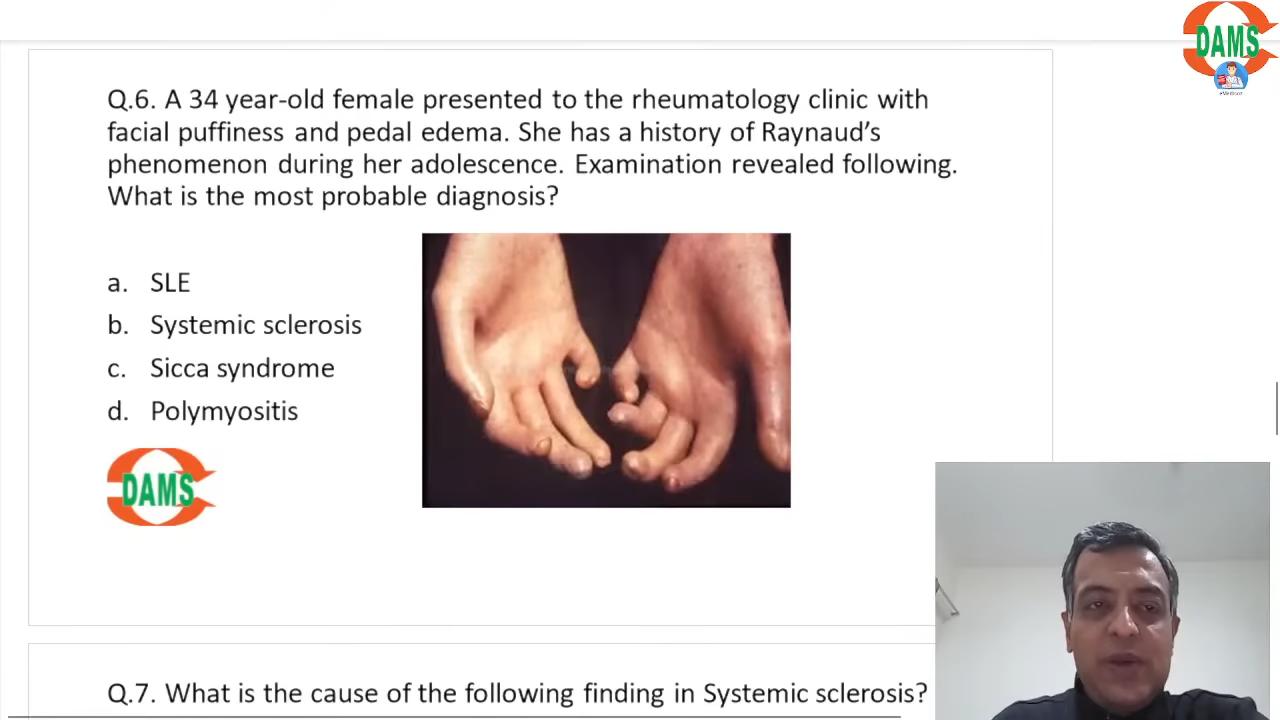 DAMS
Q.6. A 34 year-old female presented to the rheumatology clinic with
facial puffiness and pedal edema. She has a history of Raynaud's
phenomenon during her adolescence. Examination revealed following.
What is the most probable diagnosis?
a. SLE
b. Systemic sclerosis
c. Sicca syndrome
d. Polymyositis
DAMS
Q.7. What is the cause of the following finding in Systemic sclerosis?